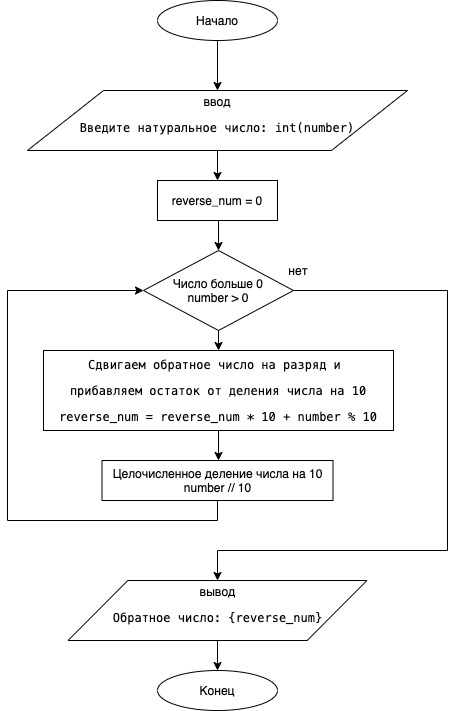 Начало
ввод
Введите натуральное число: int(number)
reverse_num = 0
Число больше 0
number > 0
нет
Сдвигаем обратное число на разряд и
прибавляем остаток от деления числа на 10
reverse_num = reverse_num * 10 + number % 10
Целочисленное деление числа на 10
number // 10
вывод
Обратное число: {reverse_num}
Конец